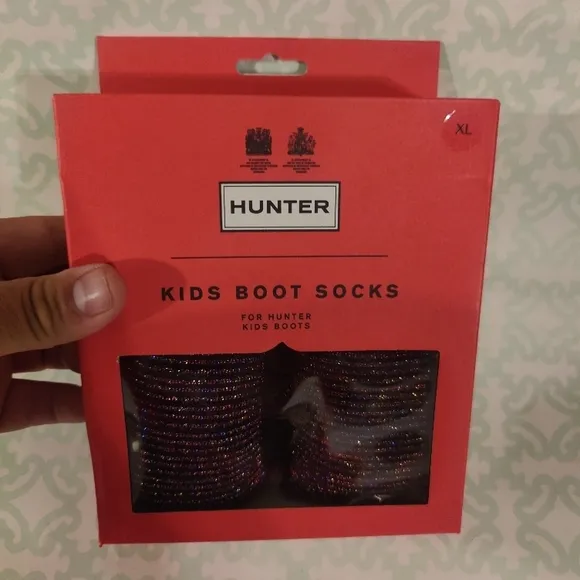 XL
HUNTER
KIDS BOOT SOCKS
FOR HUNTER
KIDS BOOTS